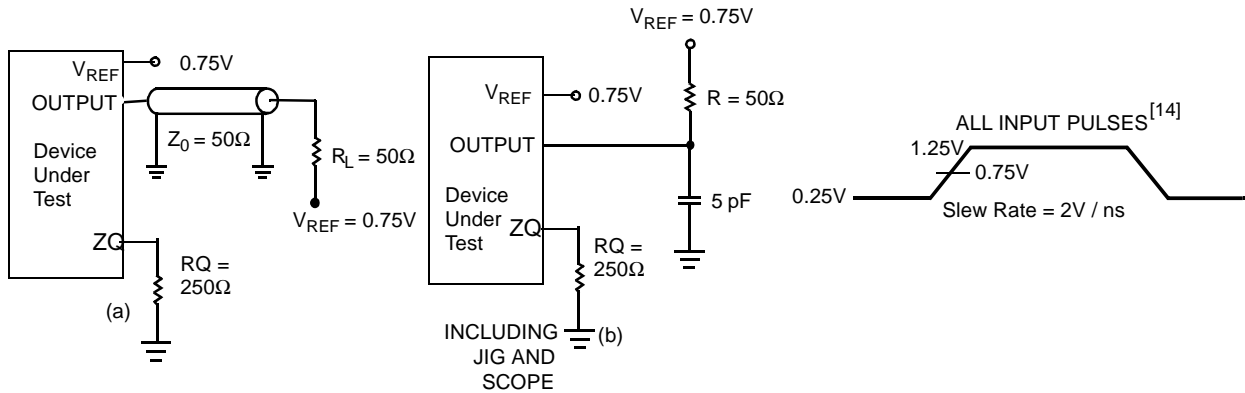 V_REF
0.75V
OUTPUT
Z₀ = 50Ω
Device
Under
Test
R_L = 50Ω
V_REF = 0.75V
ZQ
RQ =
250Ω
(a)
V_REF = 0.75V
V_REF
0.75V
R = 50Ω
OUTPUT
Device
Under
Test
5 pF
ZQ
RQ =
250Ω
INCLUDING
JIG AND
SCOPE
(b)
ALL INPUT PULSES[14]
1.25V
0.75V
0.25V
Slew Rate = 2V / ns